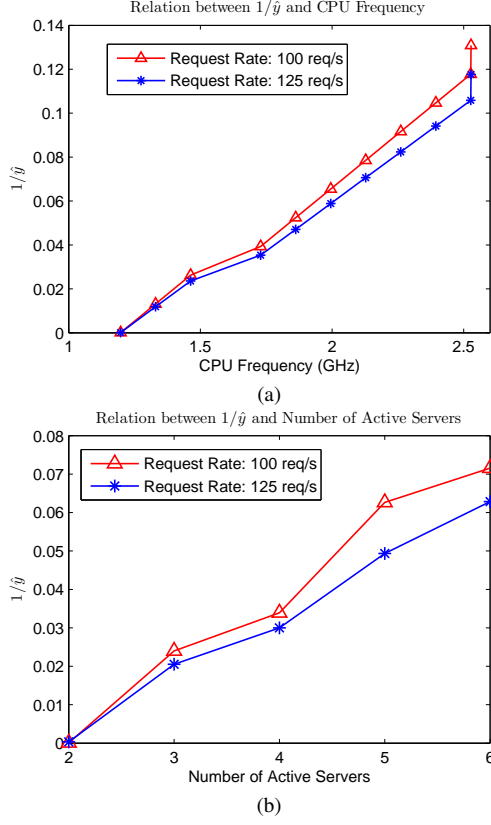 Relation between 1/ŷ and CPU Frequency
0.14
0.12
0.1
0.08
0.06
0.04
0.02
0
1/ŷ
Request Rate: 100 req/s
Request Rate: 125 req/s
1 1.5 2 2.5
CPU Frequency (GHz)
(a)
Relation between 1/ŷ and Number of Active Servers
0.08
0.07
0.06
0.05
0.04
0.03
0.02
0.01
0
1/ŷ
Request Rate: 100 req/s
Request Rate: 125 req/s
2 3 4 5 6
Number of Active Servers
(b)